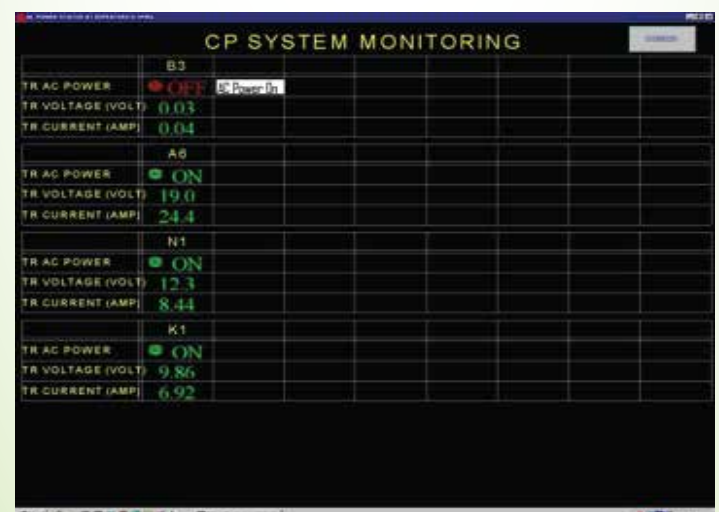 CP SYSTEM MONITORING
B3
TR AC POWER OFF AC Power On
TR VOLTAGE (VOLT) 0.03
TR CURRENT (AMP) 0.04
A6
TR AC POWER ON
TR VOLTAGE (VOLT) 19.0
TR CURRENT (AMP) 24.4
N1
TR AC POWER ON
TR VOLTAGE (VOLT) 12.3
TR CURRENT (AMP) 8.44
K1
TR AC POWER ON
TR VOLTAGE (VOLT) 9.86
TR CURRENT (AMP) 6.92